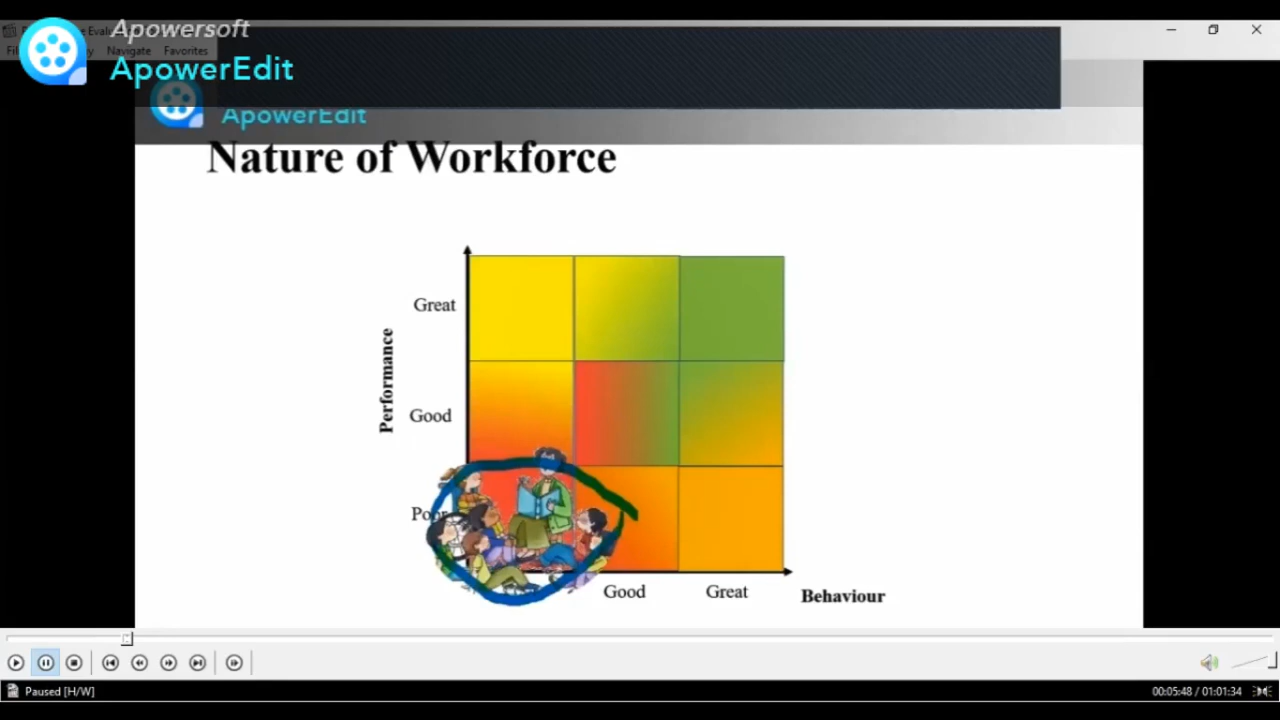 Apowersoft
ApowerEdit
Navigate Favorites
ApowerEdit
Nature of Workforce
Great
Performance
Good
Poor
Good
Great
Behaviour
Paused [H/W]
00:05:48 / 01:01:34